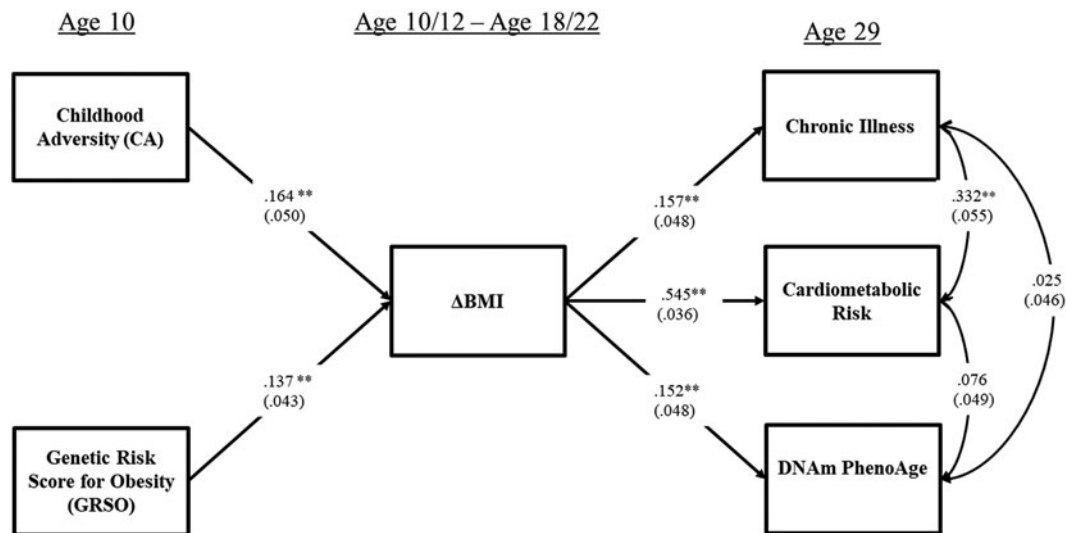 Age 10
Age 10/12 – Age 18/22
Age 29
Childhood
Adversity (CA)
Chronic Illness
.164 **
(.050)
.157**
(.048)
.332**
(.055)
ΔBMI
.545**
(.036)
Cardiometabolic
Risk
.025
(.046)
.137 **
(.043)
.152**
(.048)
.076
(.049)
Genetic Risk
Score for Obesity
(GRSO)
DNAm PhenoAge